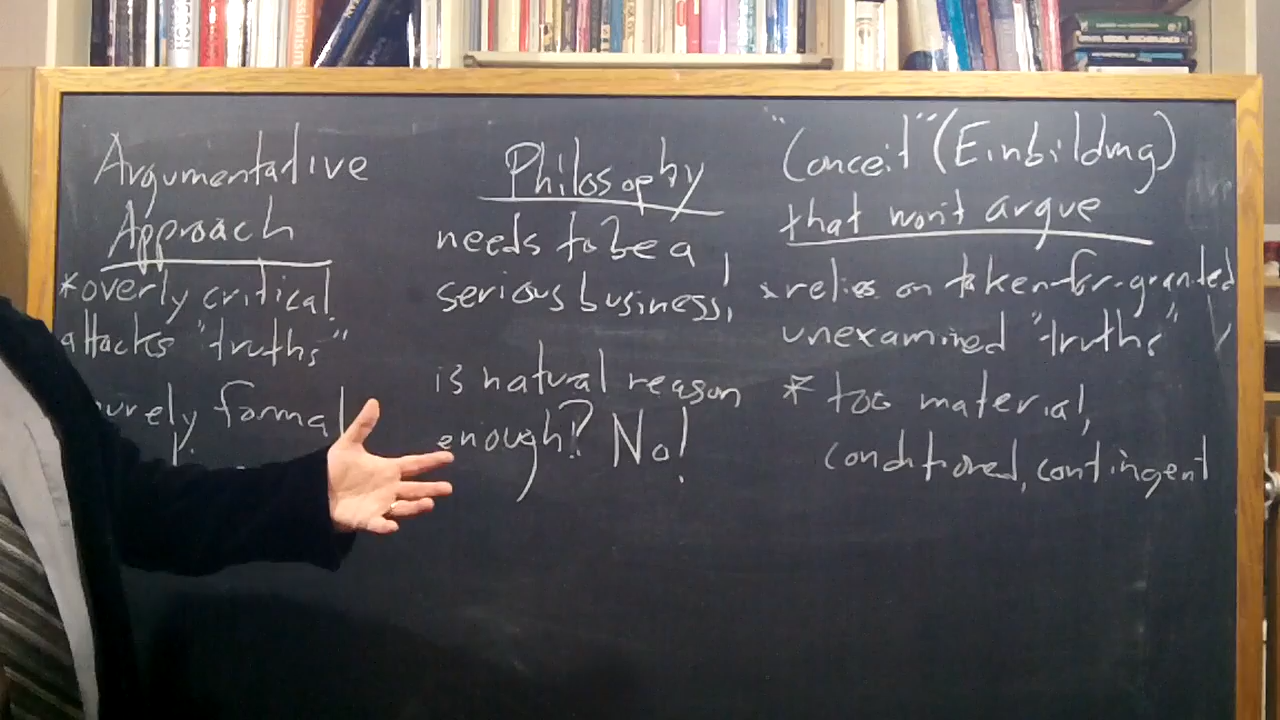 Argumentative
Approach
*overly critical
attacks "truths"
purely formal
Philosophy
needs to be a
serious business,
is natural reason
enough? No!
"Conceit" (Einbildung)
that won't argue
*relies on taken-for-granted
unexamined "truths"
* too material,
conditioned, contingent